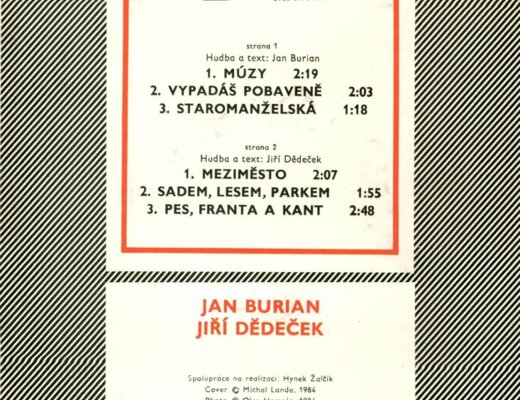 strana 1
Hudba a text: Jan Burian
1. MÚZY 2:19
2. VYPADÁŠ POBAVENĚ 2:03
3. STAROMANŽELSKÁ 1:18
strana 2
Hudba a text: Jiří Dědeček
1. MEZIMĚSTO 2:07
2. SADEM, LESEM, PARKEM 1:55
3. PES, FRANTA A KANT 2:48
JAN BURIAN
JIŘÍ DĚDEČEK
Spolupráce na realizaci: Hynek Žalčík
Cover © Michal Landa, 1984